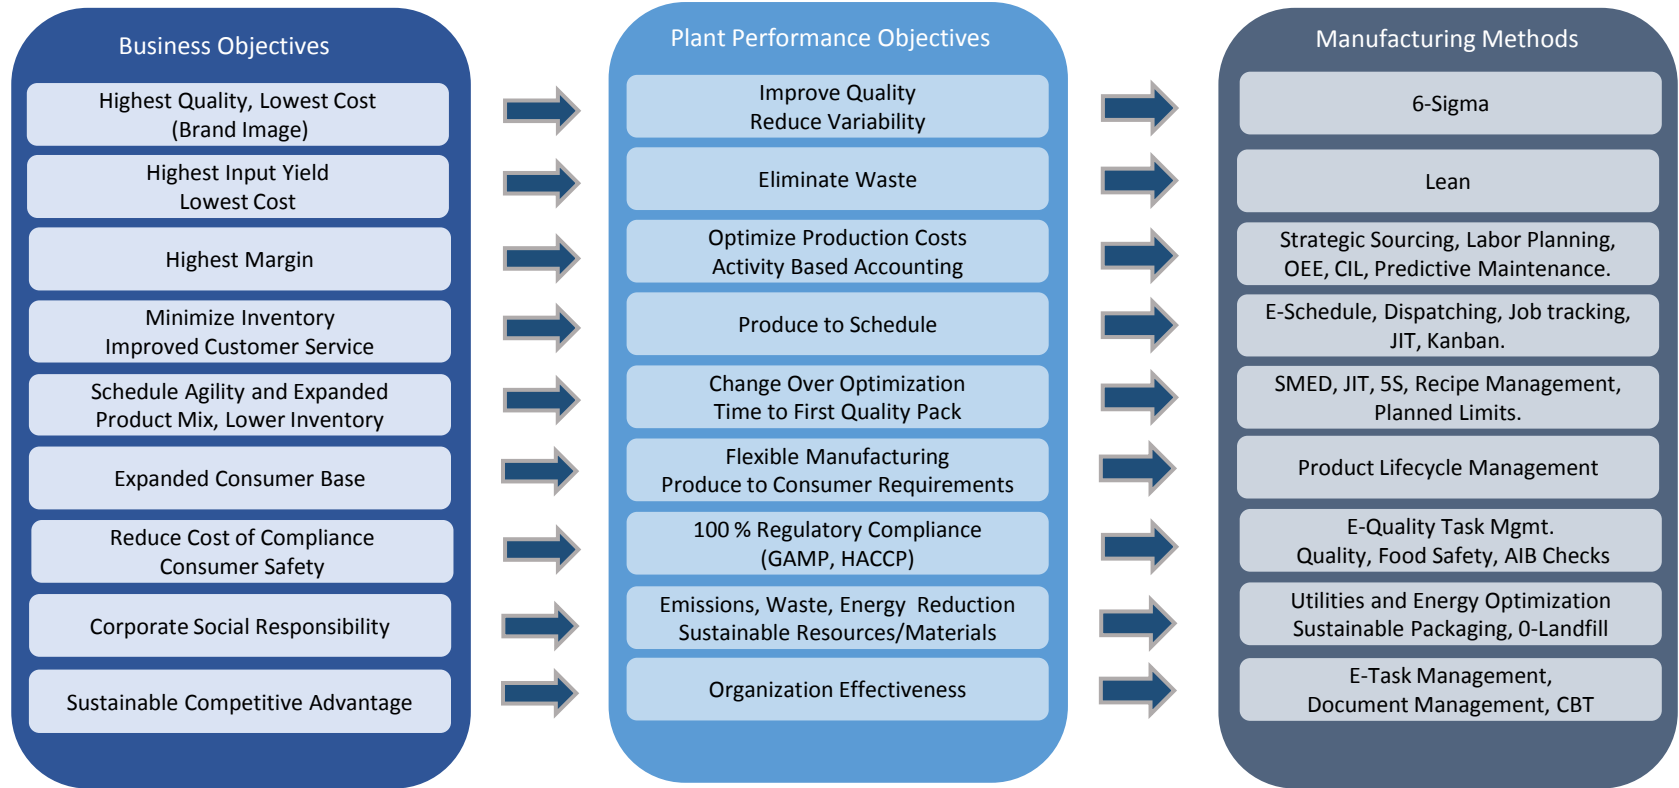 Business Objectives
Highest Quality, Lowest Cost
(Brand Image)
Highest Input Yield
Lowest Cost
Highest Margin
Minimize Inventory
Improved Customer Service
Schedule Agility and Expanded
Product Mix, Lower Inventory
Expanded Consumer Base
Reduce Cost of Compliance
Consumer Safety
Corporate Social Responsibility
Sustainable Competitive Advantage
Plant Performance Objectives
Improve Quality
Reduce Variability
Eliminate Waste
Optimize Production Costs
Activity Based Accounting
Produce to Schedule
Change Over Optimization
Time to First Quality Pack
Flexible Manufacturing
Produce to Consumer Requirements
100 % Regulatory Compliance
(GAMP, HACCP)
Emissions, Waste, Energy Reduction
Sustainable Resources/Materials
Organization Effectiveness
Manufacturing Methods
6-Sigma
Lean
Strategic Sourcing, Labor Planning,
OEE, CIL, Predictive Maintenance.
E-Schedule, Dispatching, Job tracking,
JIT, Kanban.
SMED, JIT, 5S, Recipe Management,
Planned Limits.
Product Lifecycle Management
E-Quality Task Mgmt.
Quality, Food Safety, AIB Checks
Utilities and Energy Optimization
Sustainable Packaging, 0-Landfill
E-Task Management,
Document Management, CBT